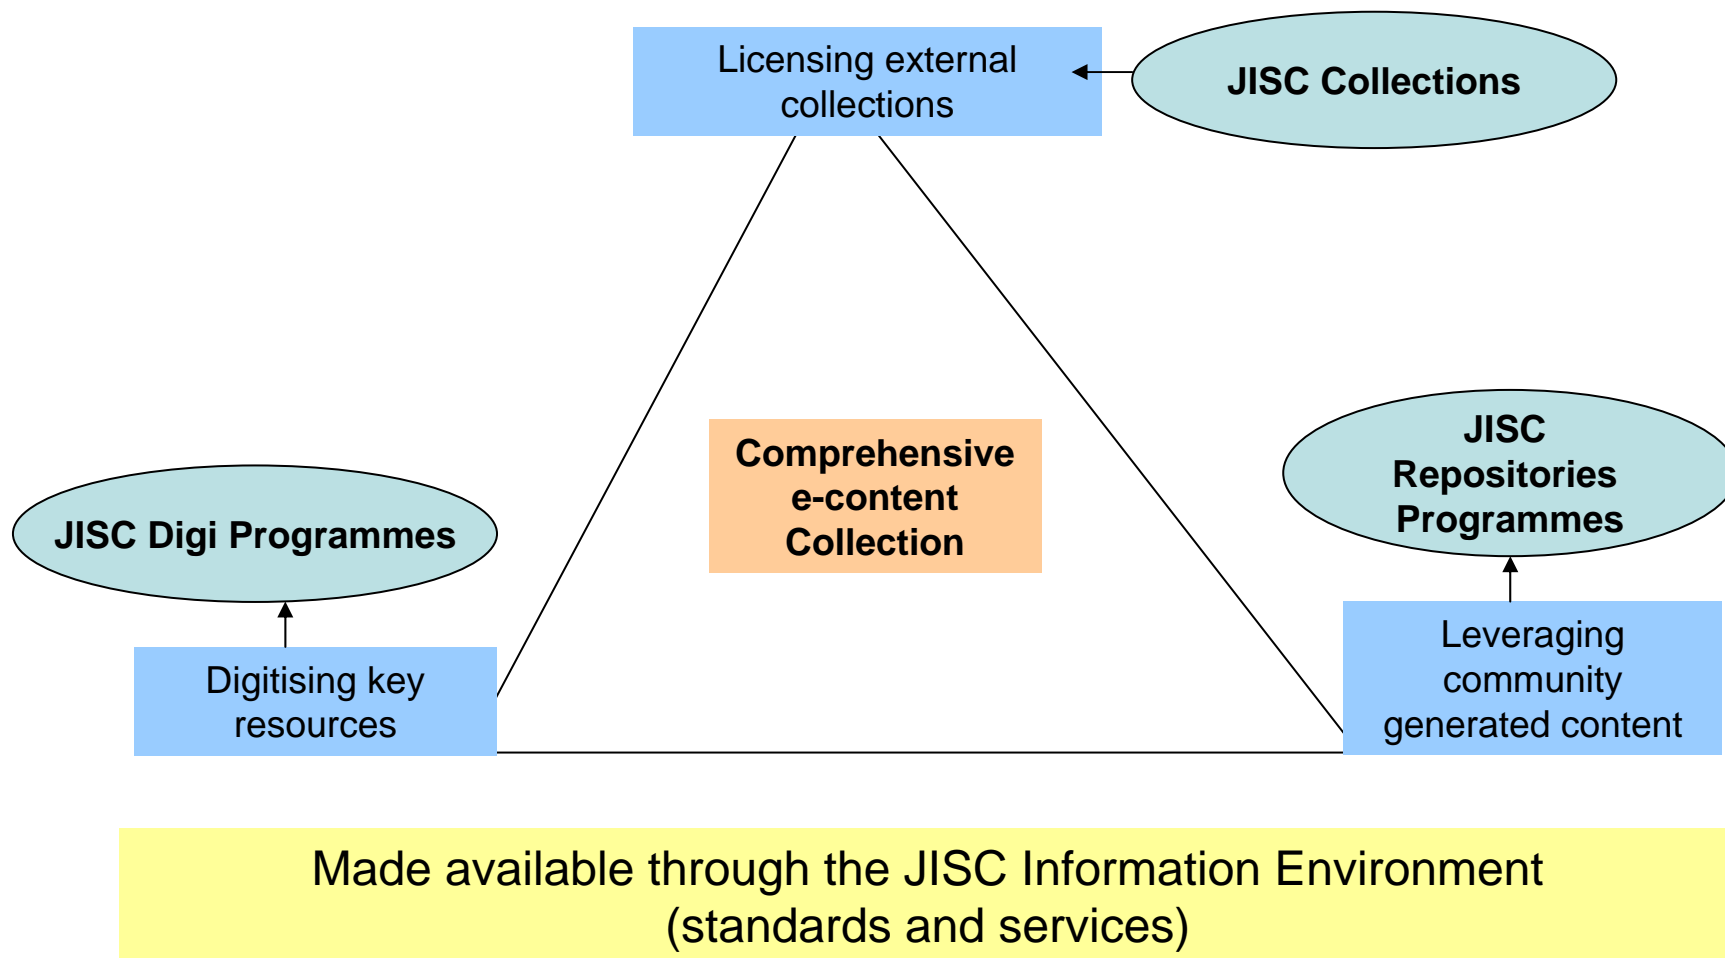 Licensing external
collections
JISC Collections
Comprehensive
e-content
Collection
JISC
Repositories
Programmes
JISC Digi Programmes
Digitising key
resources
Leveraging
community
generated content
Made available through the JISC Information Environment
(standards and services)